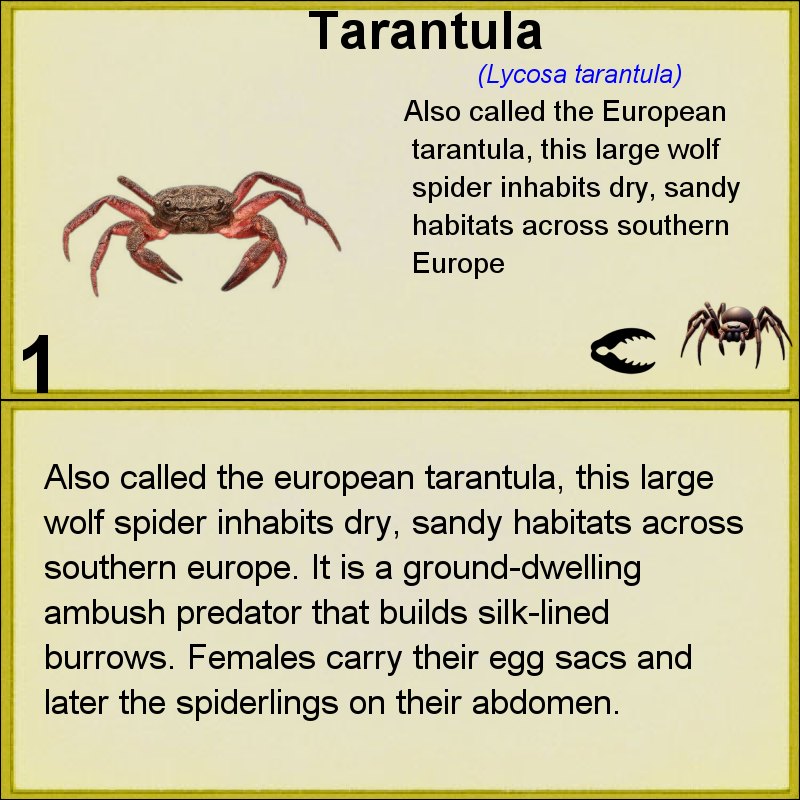 Tarantula
(Lycosa tarantula)
Also called the European
tarantula, this large wolf
spider inhabits dry, sandy
habitats across southern
Europe
1
Also called the european tarantula, this large
wolf spider inhabits dry, sandy habitats across
southern europe. It is a ground-dwelling
ambush predator that builds silk-lined
burrows. Females carry their egg sacs and
later the spiderlings on their abdomen.